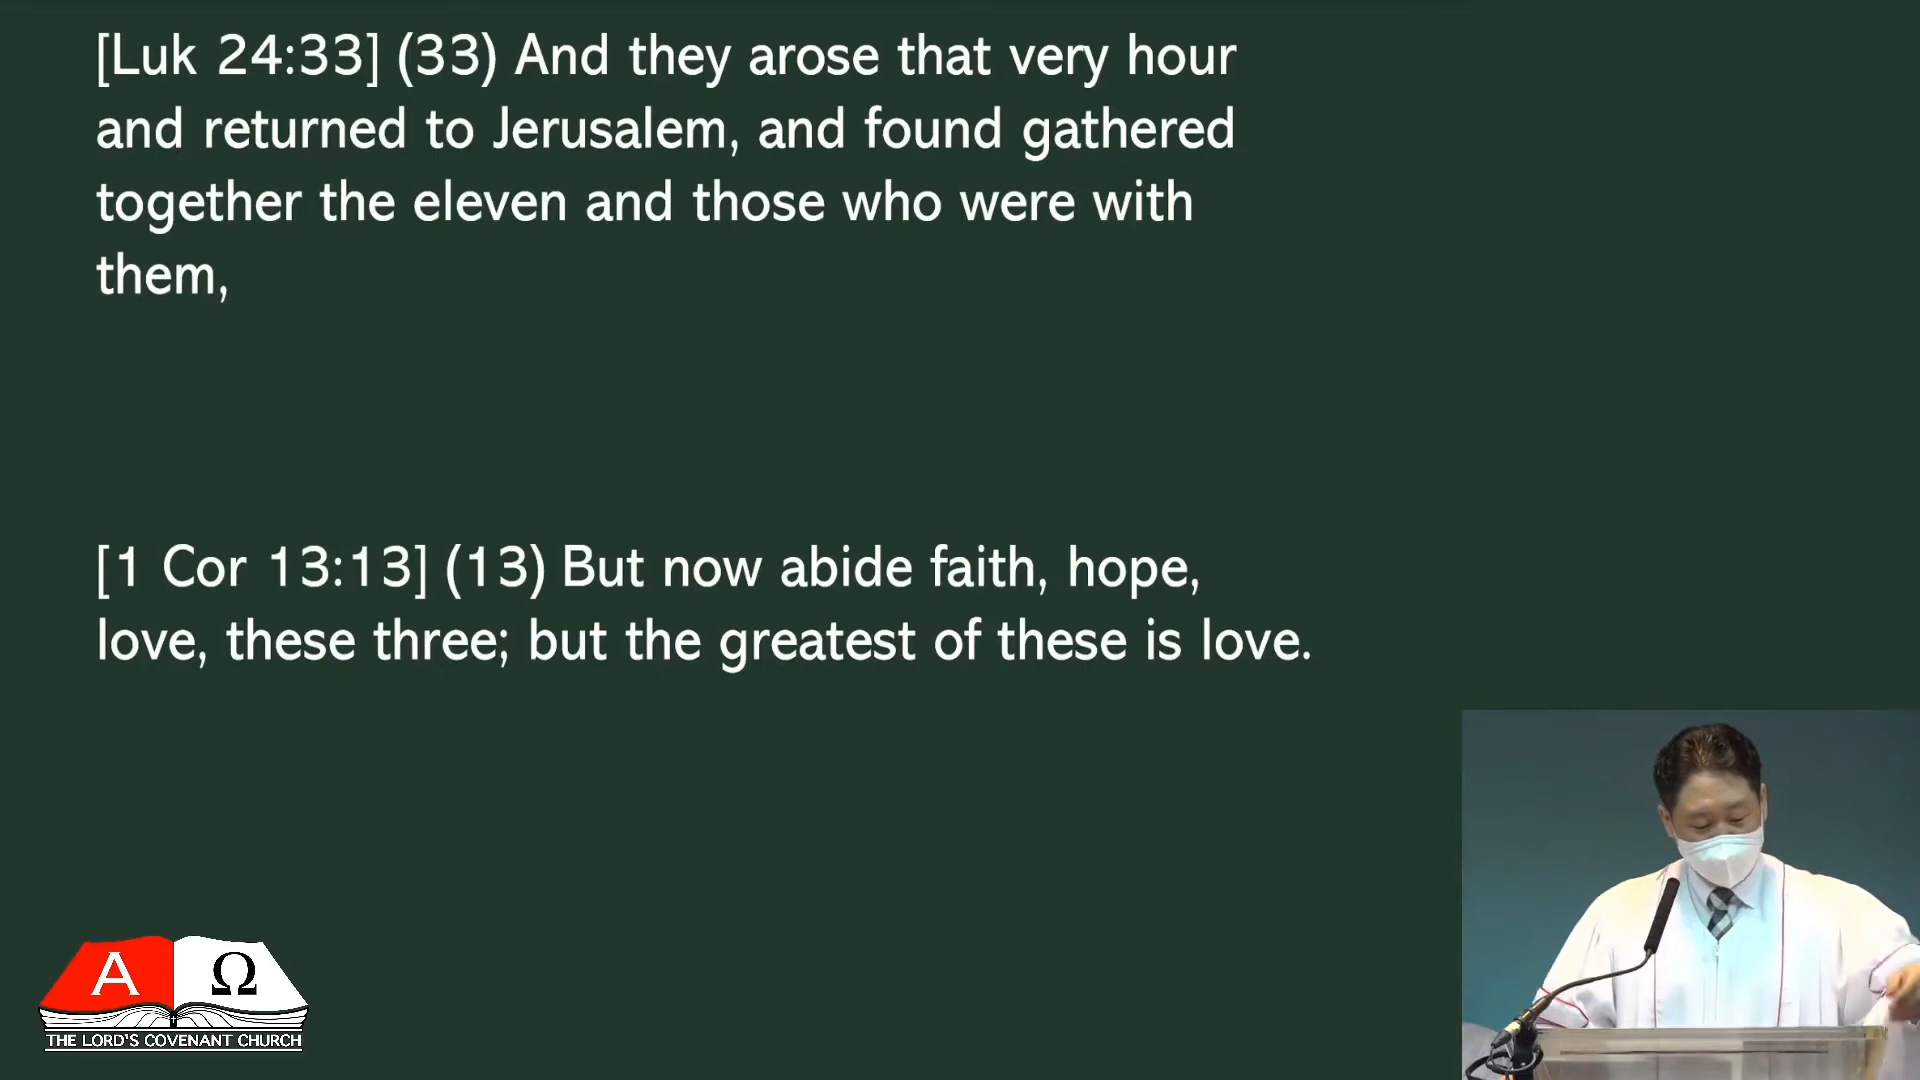 [Luk 24:33] (33) And they arose that very hour
and returned to Jerusalem, and found gathered
together the eleven and those who were with
them,
[1 Cor 13:13] (13) But now abide faith, hope,
love, these three; but the greatest of these is love.
Α Ω
THE LORD'S COVENANT CHURCH